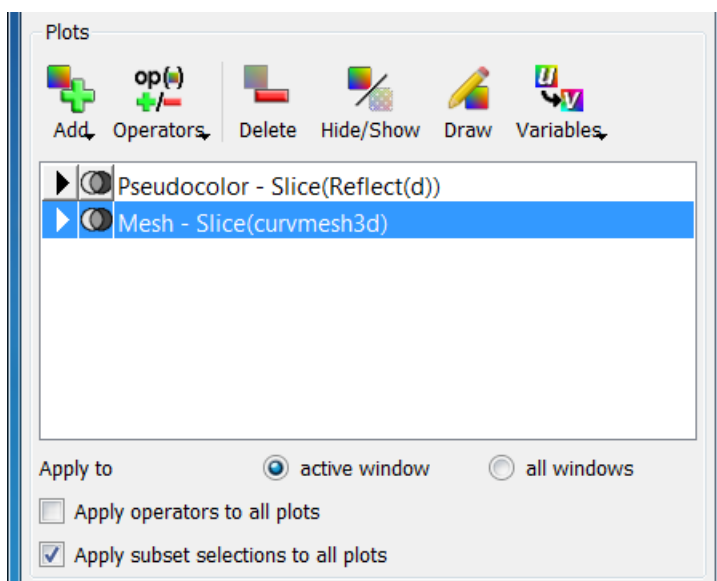 Plots
op( )
Add Operators Delete Hide/Show Draw Variables
Pseudocolor - Slice(Reflect(d))
Mesh - Slice(curvmesh3d)
Apply to active window all windows
Apply operators to all plots
Apply subset selections to all plots